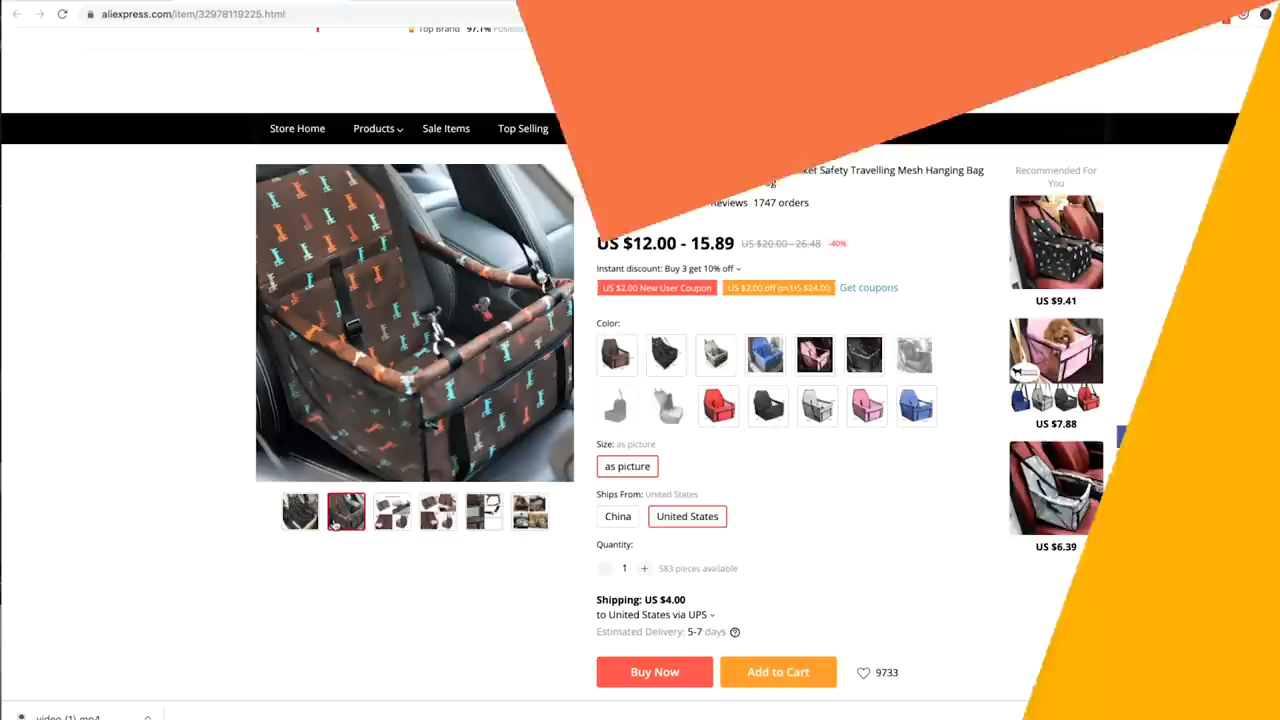 aliexpress.com/item/32978119225.html
Top Brand 97.1%
Store Home Products Sale Items Top Selling
Safety Travelling Mesh Hanging Bag
Reviews 1747 orders
US $12.00 - 15.89 US $20.00 - 26.48 -40%
Instant discount: Buy 3 get 10% off
US $2.00 New User Coupon US $2.00 off on US $24.00 Get coupons
Color:
Size: as picture
as picture
Ships From: United States
China United States
Quantity:
1 + 583 pieces available
Shipping: US $4.00
to United States via UPS
Estimated Delivery: 5-7 days ?
Buy Now Add to Cart 9733
Recommended For
You
US $9.41
US $7.88
US $6.39
video (1).mp4